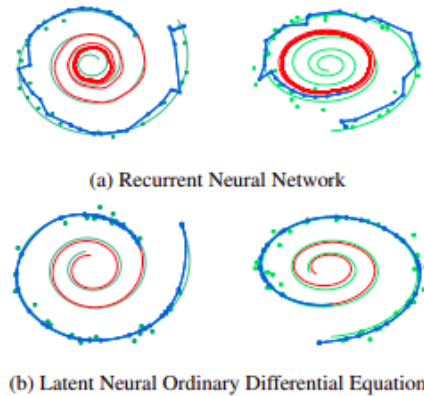 (a) Recurrent Neural Network
(b) Latent Neural Ordinary Differential Equation